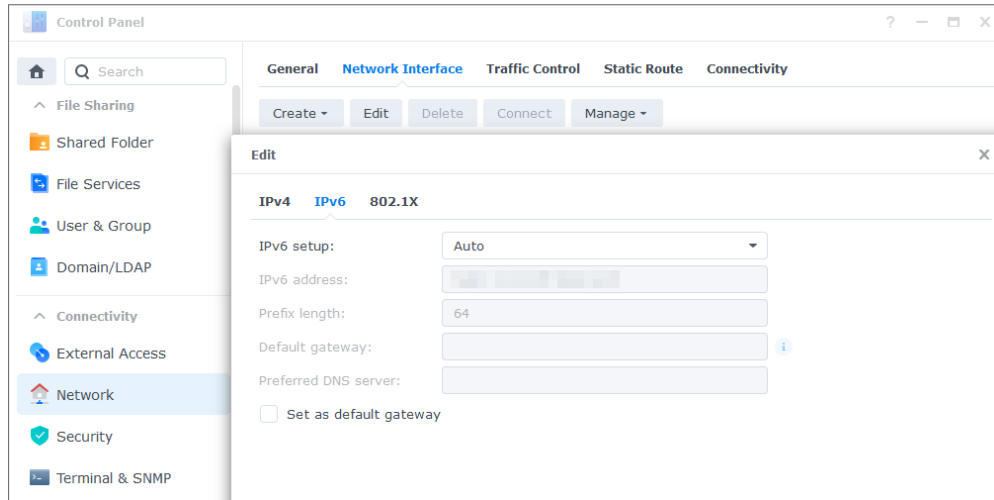 Control Panel
Search
General Network Interface Traffic Control Static Route Connectivity
File Sharing
Create Edit Delete Connect Manage
Shared Folder
Edit
File Services
IPv4 IPv6 802.1X
User & Group
IPv6 setup: Auto
Domain/LDAP
IPv6 address:
Prefix length: 64
Connectivity
Default gateway:
External Access
Preferred DNS server:
Network
Set as default gateway
Security
Terminal & SNMP